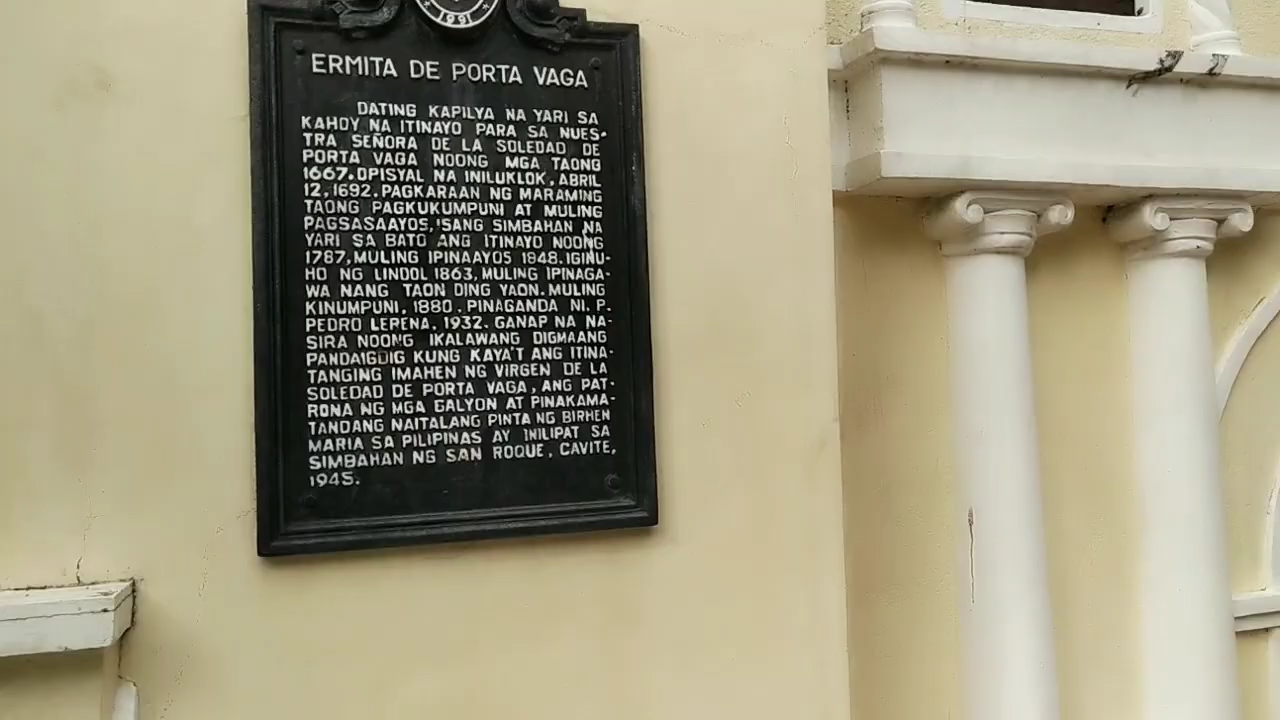 1991
ERMITA DE PORTA VAGA
DATING KAPILYA NA YARI SA
KAHOY NA ITINAYO PARA SA NUES-
TRA SEÑORA DE LA SOLEDAD DE
PORTA VAGA NOONG MGA TAONG
1667. OPISYAL NA INILUKLOK, ABRIL
12, 1692. PAGKARAAN NG MARAMING
TAONG PAGKUKUMPUNI AT MULING
PAGSASAAYOS, ISANG SIMBAHAN NA
YARI SA BATO ANG ITINAYO NOONG
1787, MULING IPINAAYOS 1848. IGINU-
HO NG LINDOL 1863, MULING IPINAGA-
WA NANG TAON DING YAON. MULING
KINUMPUNI, 1880. PINAGANDA NI. P.
PEDRO LERENA, 1932. GANAP NA NA-
SIRA NOONG IKALAWANG DIGMAANG
PANDAIGDIG KUNG KAYA'T ANG ITINA-
TANGING IMAHEN NG VIRGEN DE LA
SOLEDAD DE PORTA VAGA, ANG PAT-
RONA NG MGA GALYON AT PINAKAMA-
TANDANG NAITALANG PINTA NG BIRHEN
MARIA SA PILIPINAS AY INILIPAT SA
SIMBAHAN NG SAN ROQUE, CAVITE,
1945.